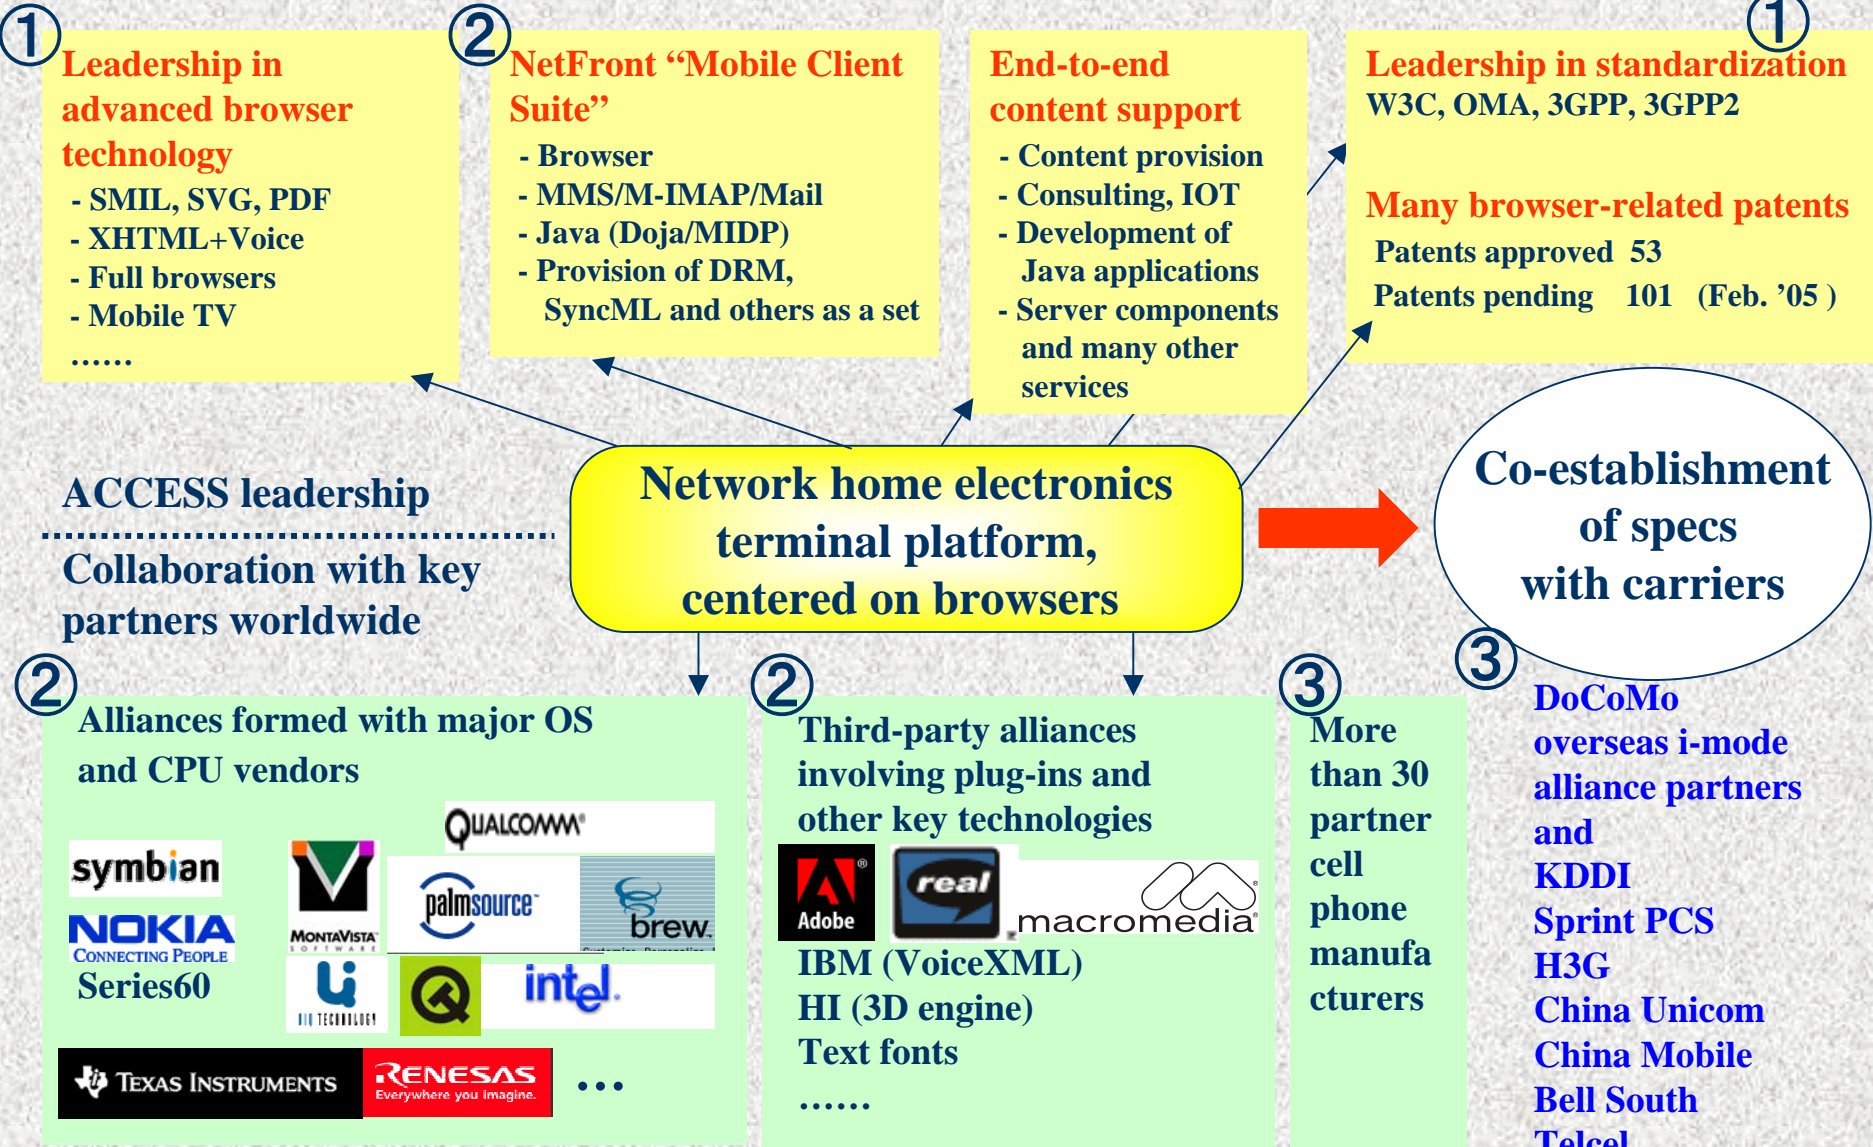 ①
Leadership in
advanced browser
technology
- SMIL, SVG, PDF
- XHTML+Voice
- Full browsers
- Mobile TV
……
②
NetFront “Mobile Client
Suite”
- Browser
- MMS/M-IMAP/Mail
- Java (Doja/MIDP)
- Provision of DRM,
SyncML and others as a set
End-to-end
content support
- Content provision
- Consulting, IOT
- Development of
Java applications
- Server components
and many other
services
①
Leadership in standardization
W3C, OMA, 3GPP, 3GPP2
Many browser-related patents
Patents approved 53
Patents pending 101 (Feb. ’05 )
ACCESS leadership
Collaboration with key
partners worldwide
Network home electronics
terminal platform,
centered on browsers
Co-establishment
of specs
with carriers
②
Alliances formed with major OS
and CPU vendors
QUALCOMM®
symbian
MONTAVISTA™
SOFTWARE
palmsource™
brew.
NOKIA
CONNECTING PEOPLE
Series60
UIQ TECHNOLOGY
intel.
TEXAS INSTRUMENTS
RENESAS
Everywhere you imagine.
…
②
Third-party alliances
involving plug-ins and
other key technologies
Adobe
real
macromedia®
IBM (VoiceXML)
HI (3D engine)
Text fonts
……
③
More
than 30
partner
cell
phone
manufa
cturers
③
DoCoMo
overseas i-mode
alliance partners
and
KDDI
Sprint PCS
H3G
China Unicom
China Mobile
Bell South
Telcel